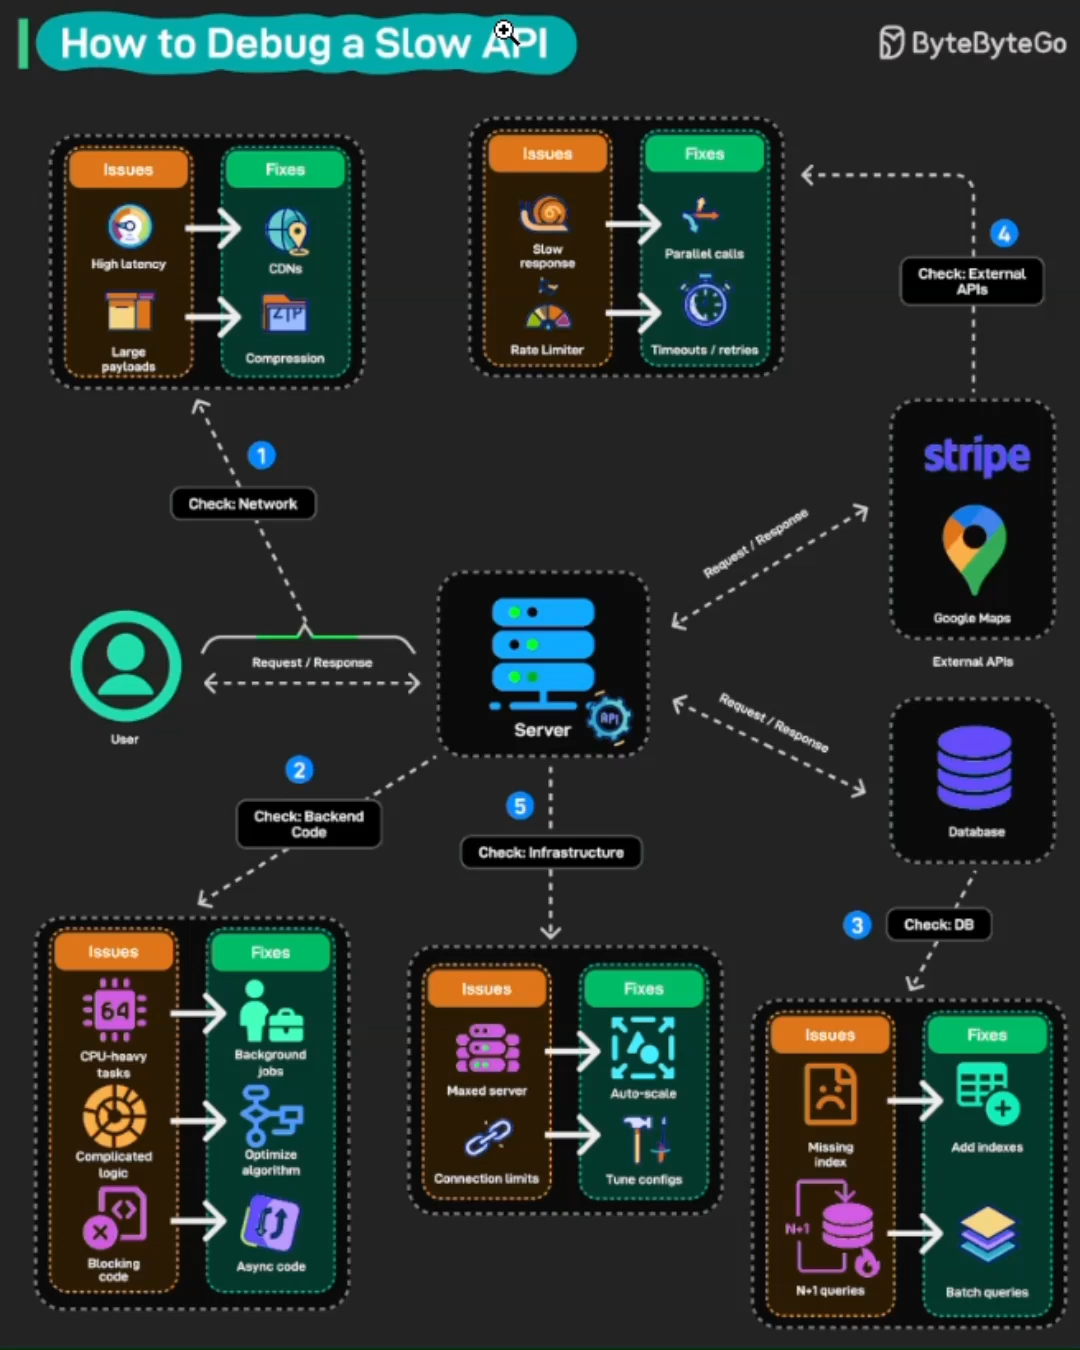 How to Debug a Slow API
ByteByteGo
Issues
Fixes
High latency
CDNs
Large
payloads
ZIP
Compression
Issues
Fixes
Slow
response
Parallel calls
Rate Limiter
Timeouts / retries
4
Check: External
APIs
1
Check: Network
stripe
Google Maps
External APIs
Request / Response
User
Request / Response
Server
API
Request / Response
Database
2
Check: Backend
Code
5
Check: Infrastructure
3
Check: DB
Issues
Fixes
64
CPU-heavy
tasks
Background
jobs
Complicated
logic
Optimize
algorithm
Blocking
code
Async code
Issues
Fixes
Maxed server
Auto-scale
Connection limits
Tune configs
Issues
Fixes
Missing
index
Add indexes
N+1
N+1 queries
Batch queries